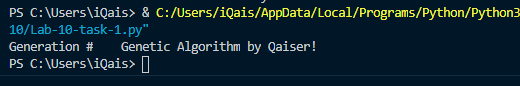 PS C:\Users\iQais> & C:/Users/iQais/AppData/Local/Programs/Python/Python3
10/Lab-10-task-1.py"
Generation #    Genetic Algorithm by Qaiser!
PS C:\Users\iQais>